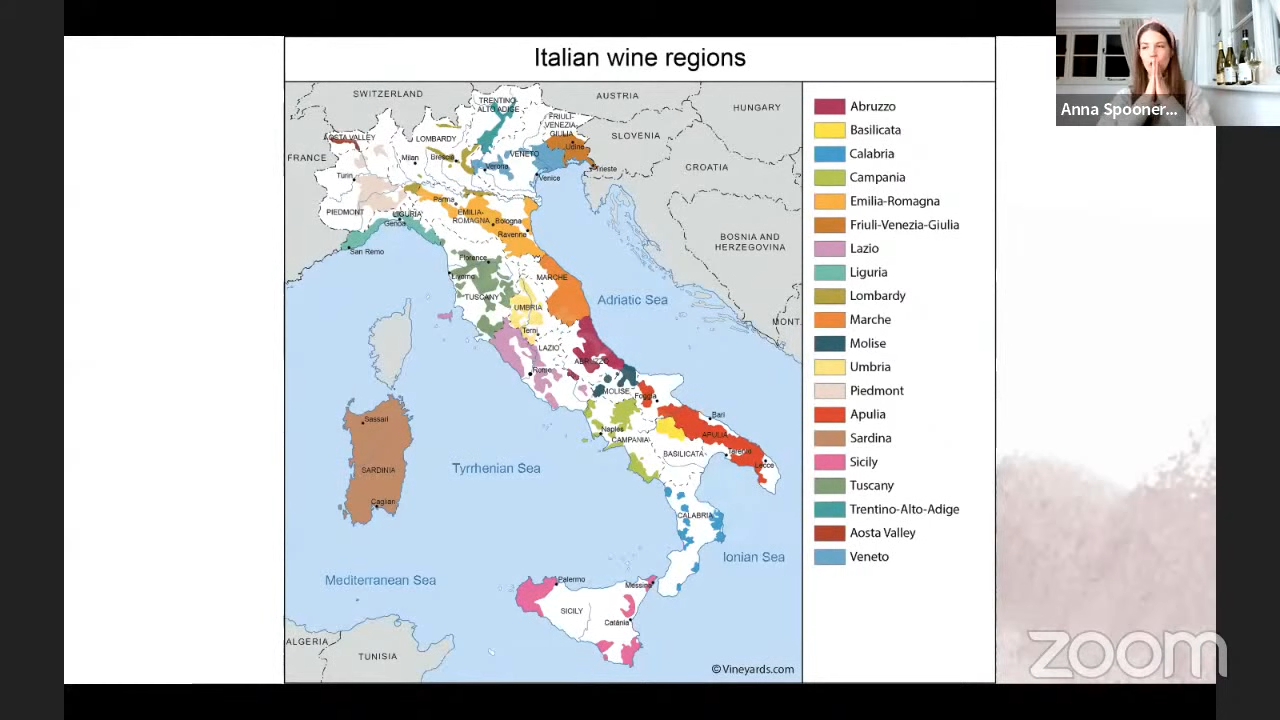 Italian wine regions
SWITZERLAND
AUSTRIA
HUNGARY
SLOVENIA
CROATIA
FRANCE
BOSNIA AND
HERZEGOVINA
MONT.
ALGERIA
TUNISIA
TRENTINO-
ALTO ADIGE
FRIULI-
VENEZIA-
GIULIA
AOSTA VALLEY
LOMBARDY
VENETO
Milan
Brescia
Verona
Udine
Trieste
Venice
Turin
PIEDMONT
LIGURIA
Genoa
San Remo
Parma
EMILIA-
ROMAGNA
Bologna
Ravenna
Florence
Livorno
TUSCANY
MARCHE
UMBRIA
Terni
LAZIO
Rome
ABRUZZO
MOLISE
Foggia
Bari
Naples
CAMPANIA
APULIA
BASILICATA
Taranto
Lecce
CALABRIA
Sassari
SARDINIA
Cagliari
Palermo
Messina
SICILY
Catania
Adriatic Sea
Tyrrhenian Sea
Ionian Sea
Mediterranean Sea
©Vineyards.com
Abruzzo
Basilicata
Calabria
Campania
Emilia-Romagna
Friuli-Venezia-Giulia
Lazio
Liguria
Lombardy
Marche
Molise
Umbria
Piedmont
Apulia
Sardina
Sicily
Tuscany
Trentino-Alto-Adige
Aosta Valley
Veneto
Anna Spooner...
zoom